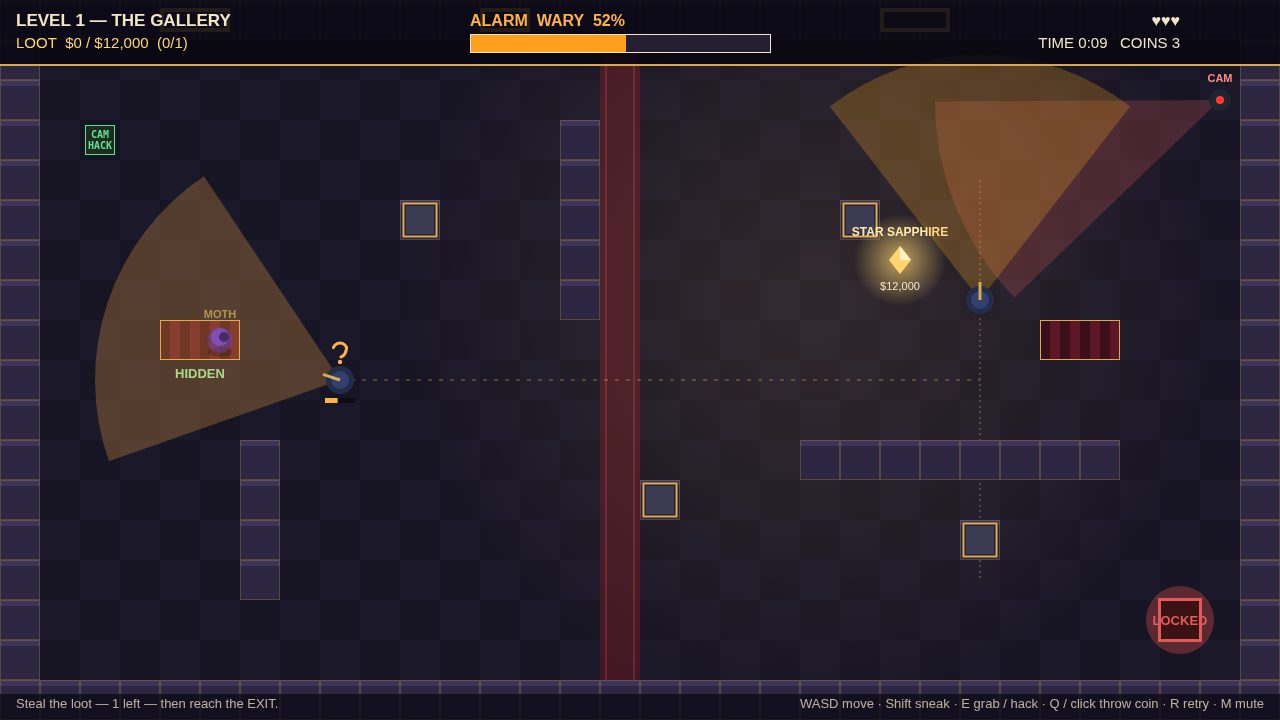 LEVEL 1 — THE GALLERY
LOOT $0 / $12,000 (0/1)
ALARM WARY 52%
♥♥♥
TIME 0:09 COINS 3
CAM
CAM
HACK
STAR SAPPHIRE
$12,000
MOTH
HIDDEN
?
LOCKED
Steal the loot — 1 left — then reach the EXIT.
WASD move · Shift sneak · E grab / hack · Q / click throw coin · R retry · M mute